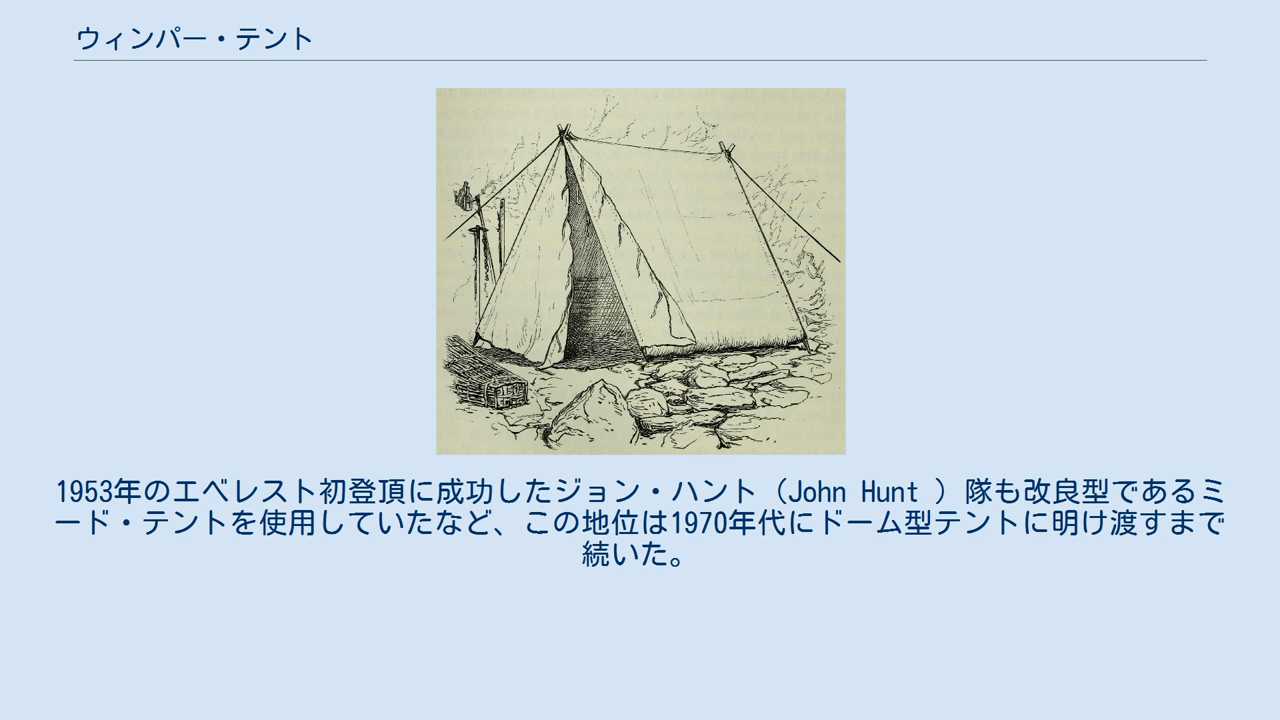 ウィンパー・テント
1953年のエベレスト初登頂に成功したジョン・ハント（John Hunt ）隊も改良型であるミ
ード・テントを使用していたなど、この地位は1970年代にドーム型テントに明け渡すまで
続いた。